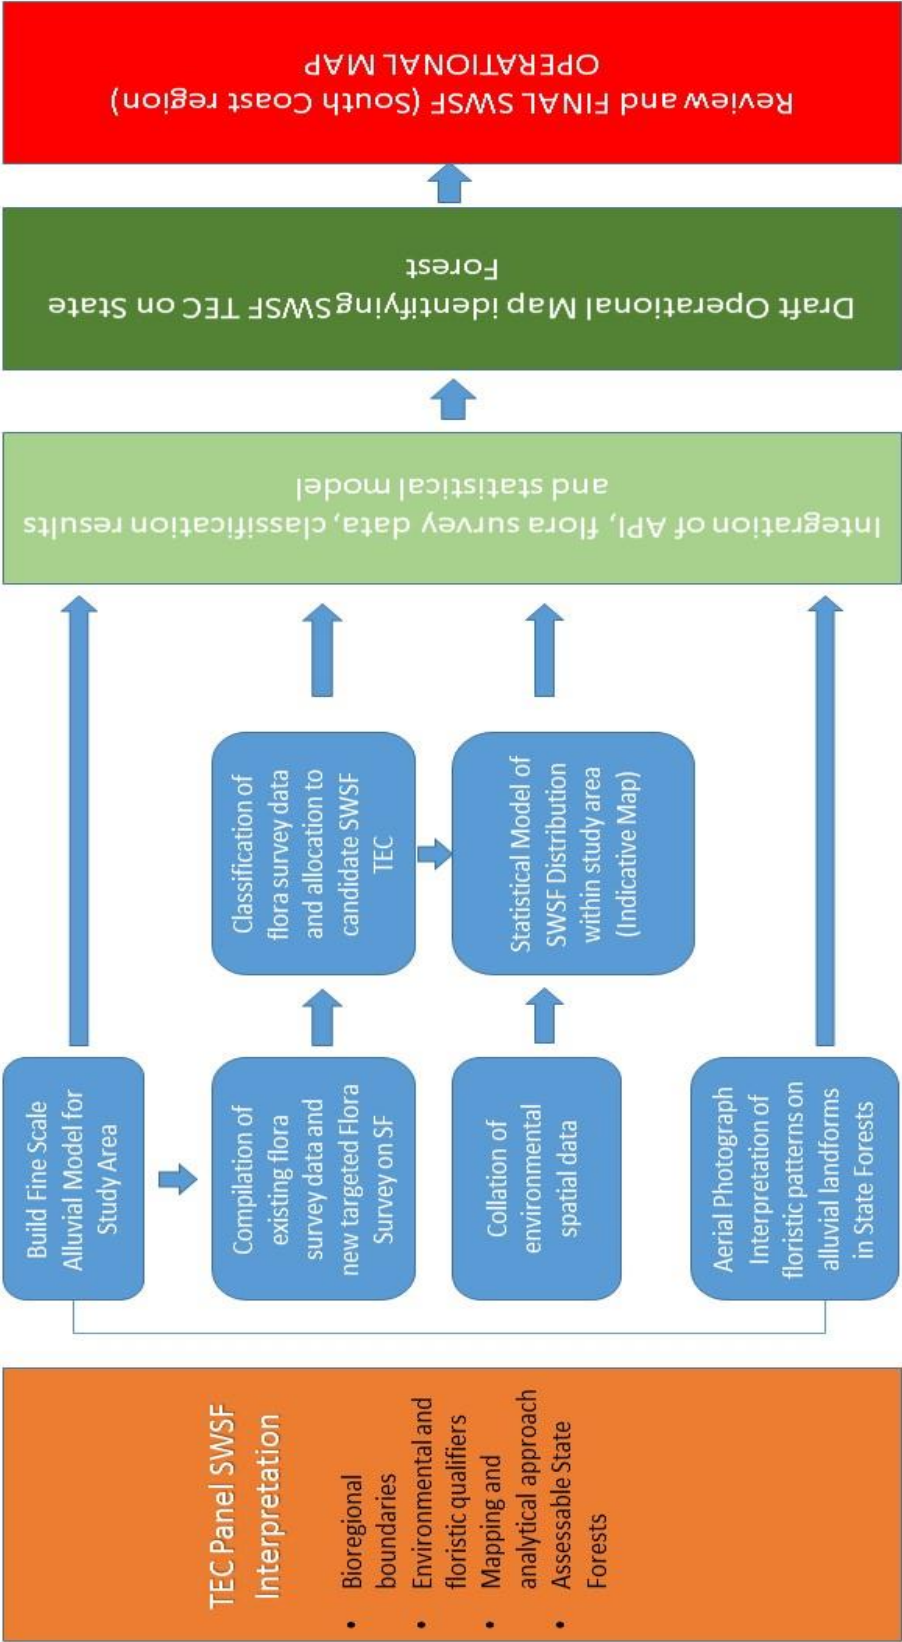 TEC Panel SWSF
Interpretation
• Bioregional
boundaries
• Environmental and
floristic qualifiers
• Mapping and
analytical approach
• Assessable State
Forests
Build Fine Scale
Alluvial Model for
Study Area
Compilation of
existing flora
survey data and
new targeted Flora
Survey on SF
Collation of
environmental
spatial data
Aerial Photograph
Interpretation of
floristic patterns on
alluvial landforms
in State Forests
Classification of
flora survey data
and allocation to
candidate SWSF
TEC
Statistical Model of
SWSF Distribution
within study area
(Indicative Map)
Integration of API, flora survey data, classification results
and statistical model
Draft Operational Map identifying SWSF TEC on State
Forest
Review and FINAL SWSF (South Coast region)
OPERATIONAL MAP